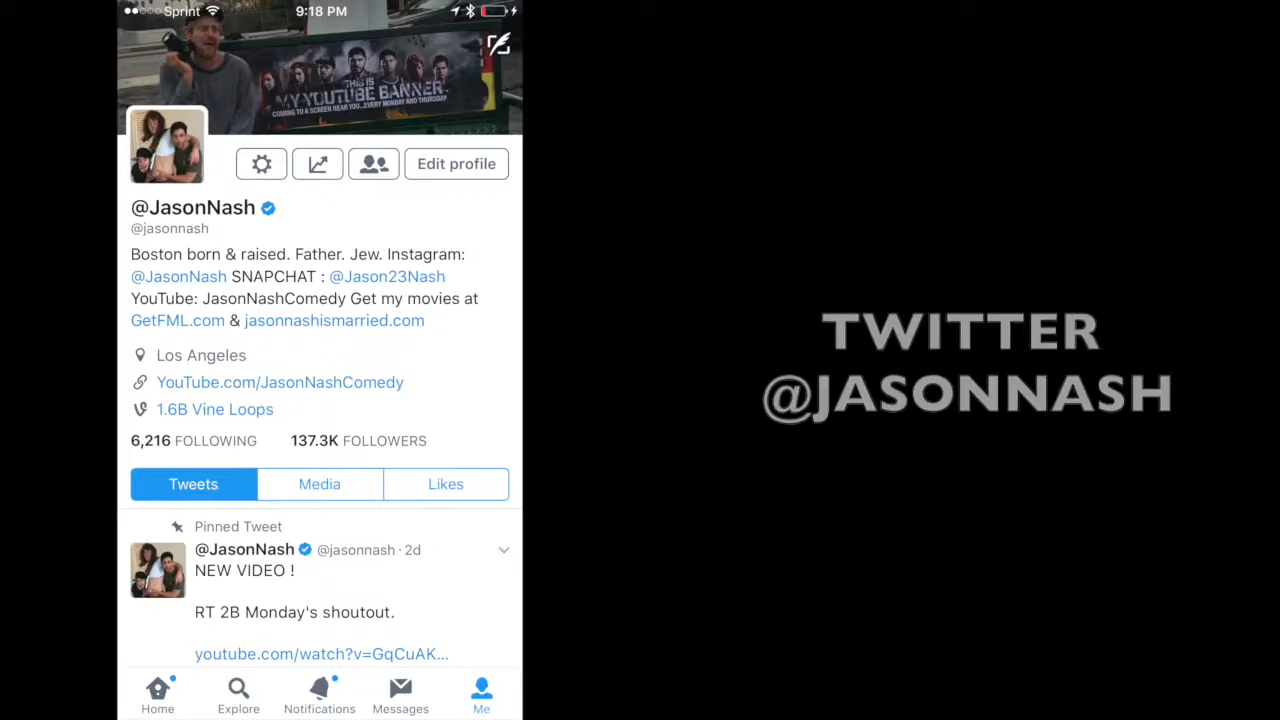 Sprint
9:18 PM
THIS IS
MY YOUTUBE BANNER
COMING TO A SCREEN NEAR YOU...EVERY MONDAY AND THURSDAY
Edit profile
@JasonNash
@jasonnash
Boston born & raised. Father. Jew. Instagram:
@JasonNash SNAPCHAT : @Jason23Nash
YouTube: JasonNashComedy Get my movies at
GetFML.com & jasonnashismarried.com
Los Angeles
YouTube.com/JasonNashComedy
1.6B Vine Loops
6,216 FOLLOWING 137.3K FOLLOWERS
Tweets Media Likes
Pinned Tweet
@JasonNash @jasonnash · 2d
NEW VIDEO !
RT 2B Monday's shoutout.
youtube.com/watch?v=GqCuAK...
Home Explore Notifications Messages Me
TWITTER
@JASONNASH